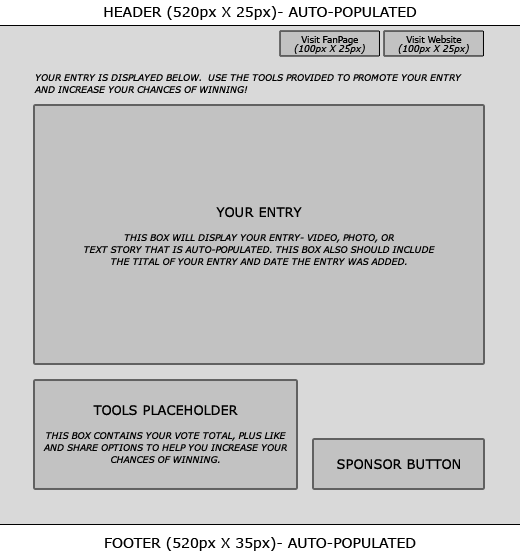 HEADER (520px X 25px)- AUTO-POPULATED
Visit FanPage
(100px X 25px)
Visit Website
(100px X 25px)
YOUR ENTRY IS DISPLAYED BELOW. USE THE TOOLS PROVIDED TO PROMOTE YOUR ENTRY
AND INCREASE YOUR CHANCES OF WINNING!
YOUR ENTRY
THIS BOX WILL DISPLAY YOUR ENTRY- VIDEO, PHOTO, OR
TEXT STORY THAT IS AUTO-POPULATED. THIS BOX ALSO SHOULD INCLUDE
THE TITAL OF YOUR ENTRY AND DATE THE ENTRY WAS ADDED.
TOOLS PLACEHOLDER
THIS BOX CONTAINS YOUR VOTE TOTAL, PLUS LIKE
AND SHARE OPTIONS TO HELP YOU INCREASE YOUR
CHANCES OF WINNING.
SPONSOR BUTTON
FOOTER (520px X 35px)- AUTO-POPULATED